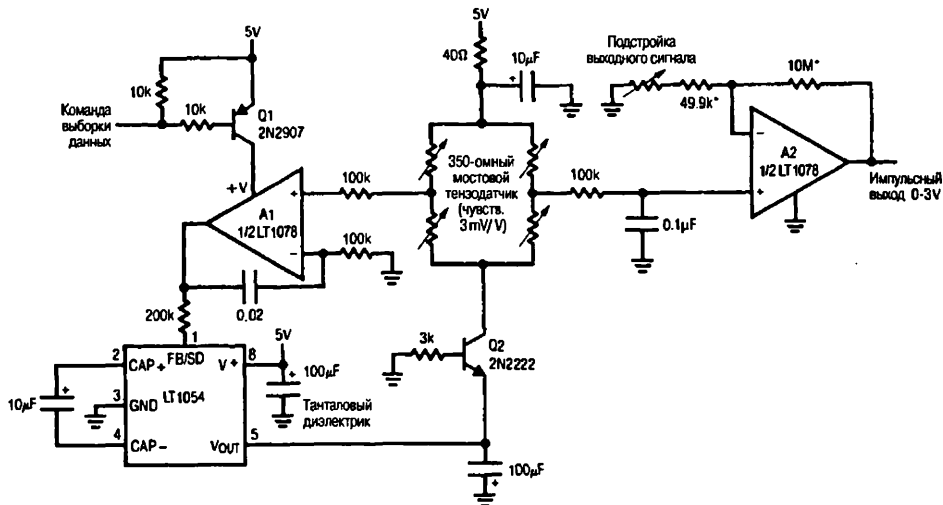 5V
10k
Команда
выборки
данных
10k
Q1
2N2907
+V
A1
1/2 LT1078
+
−
100k
100k
0.02
200k
1
FB/SD
2
CAP+
V+
8
5V
3
GND
LT1054
4
CAP−
VOUT
5
10μF
+
100μF
+
Танталовый
диэлектрик
5V
40Ω
10μF
+
350-омный
мостовой
тензодатчик
(чувств.
3 mV/V)
100k
0.1μF
3k
Q2
2N2222
100μF
+
Подстройка
выходного сигнала
49.9k*
10M*
−
+
A2
1/2 LT1078
Импульсный
выход 0-3V